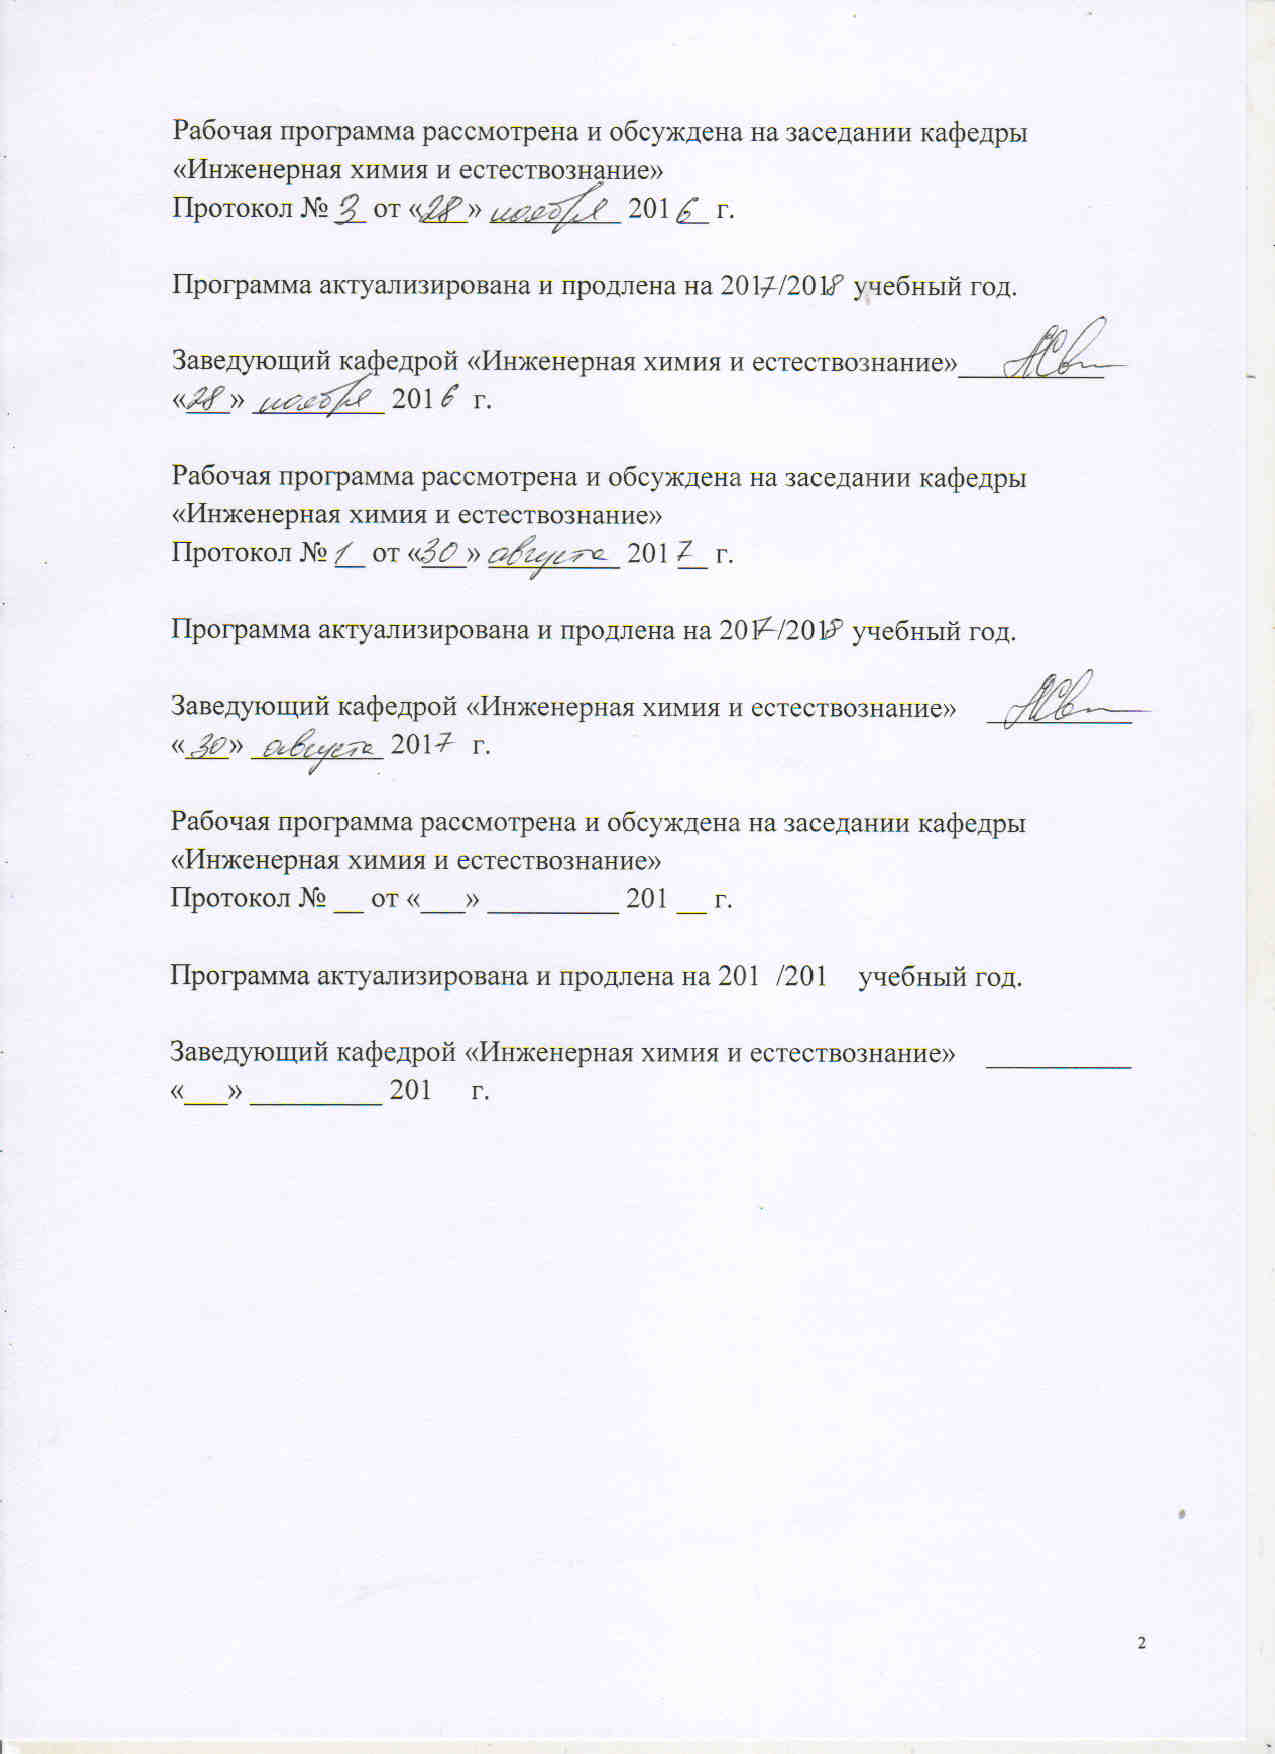 Рабочая программа рассмотрена и обсуждена на заседании кафедры
«Инженерная химия и естествознание»
Протокол № 3 от «28» ноября 2016 г.
Программа актуализирована и продлена на 2017/2018 учебный год.
Заведующий кафедрой «Инженерная химия и естествознание»__________
«28» ноября 2016 г.
Рабочая программа рассмотрена и обсуждена на заседании кафедры
«Инженерная химия и естествознание»
Протокол № 1 от «30» августа 2017 г.
Программа актуализирована и продлена на 2017/2018 учебный год.
Заведующий кафедрой «Инженерная химия и естествознание» __________
«30» августа 2017 г.
Рабочая программа рассмотрена и обсуждена на заседании кафедры
«Инженерная химия и естествознание»
Протокол № __ от «___» _________ 201 __ г.
Программа актуализирована и продлена на 201 /201 учебный год.
Заведующий кафедрой «Инженерная химия и естествознание» __________
«___» _________ 201 г.
2